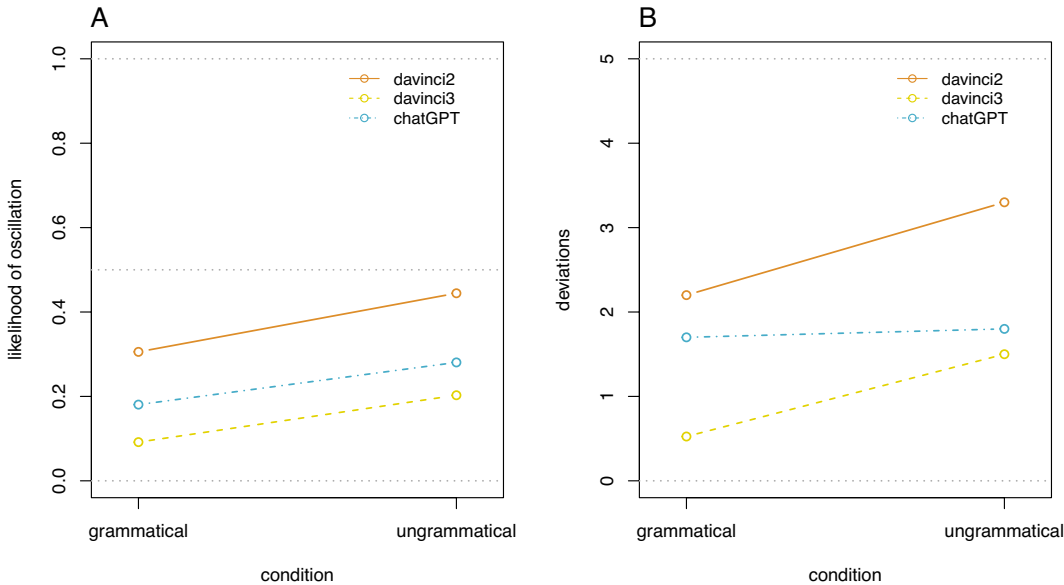 A
likelihood of oscillation
1.0
0.8
0.6
0.4
0.2
0.0
davinci2
davinci3
chatGPT
grammatical
ungrammatical
condition
B
deviations
5
4
3
2
1
0
davinci2
davinci3
chatGPT
grammatical
ungrammatical
condition